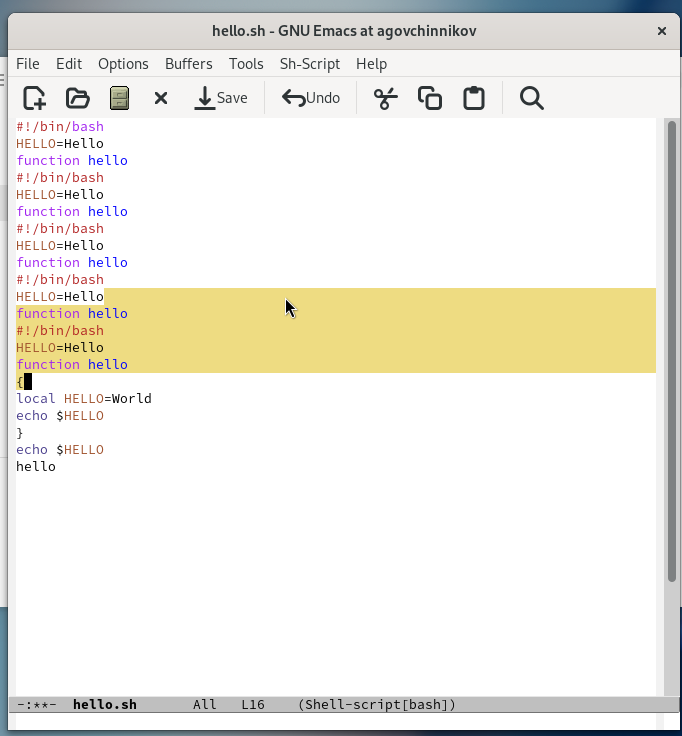 hello.sh - GNU Emacs at agovchinnikov
File Edit Options Buffers Tools Sh-Script Help
Save Undo
#!/bin/bash
HELLO=Hello
function hello
#!/bin/bash
HELLO=Hello
function hello
#!/bin/bash
HELLO=Hello
function hello
#!/bin/bash
HELLO=Hello
function hello
#!/bin/bash
HELLO=Hello
function hello
{
local HELLO=World
echo $HELLO
}
echo $HELLO
hello
-:**- hello.sh All L16 (Shell-script[bash])